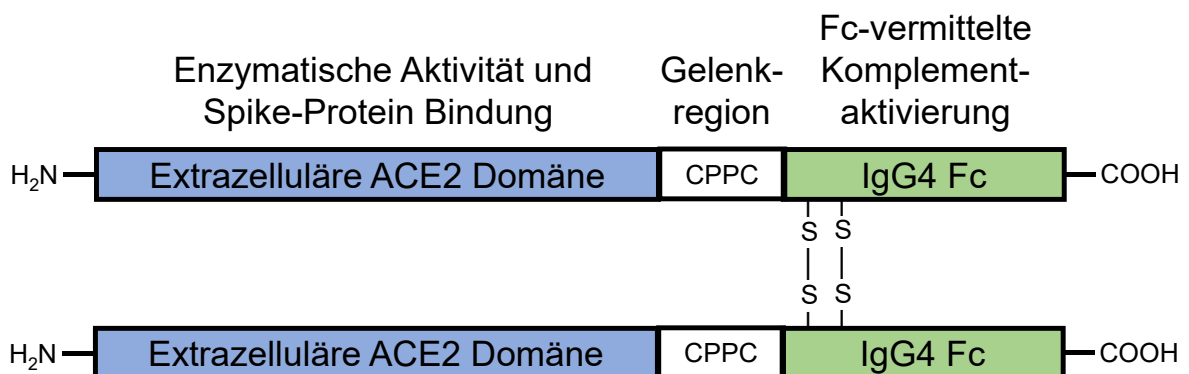 Enzymatische Aktivität und
Spike-Protein Bindung
Gelenk-
region
Fc-vermittelte
Komplement-
aktivierung
H₂N Extrazelluläre ACE2 Domäne CPPC IgG4 Fc COOH
S S
S S
H₂N Extrazelluläre ACE2 Domäne CPPC IgG4 Fc COOH